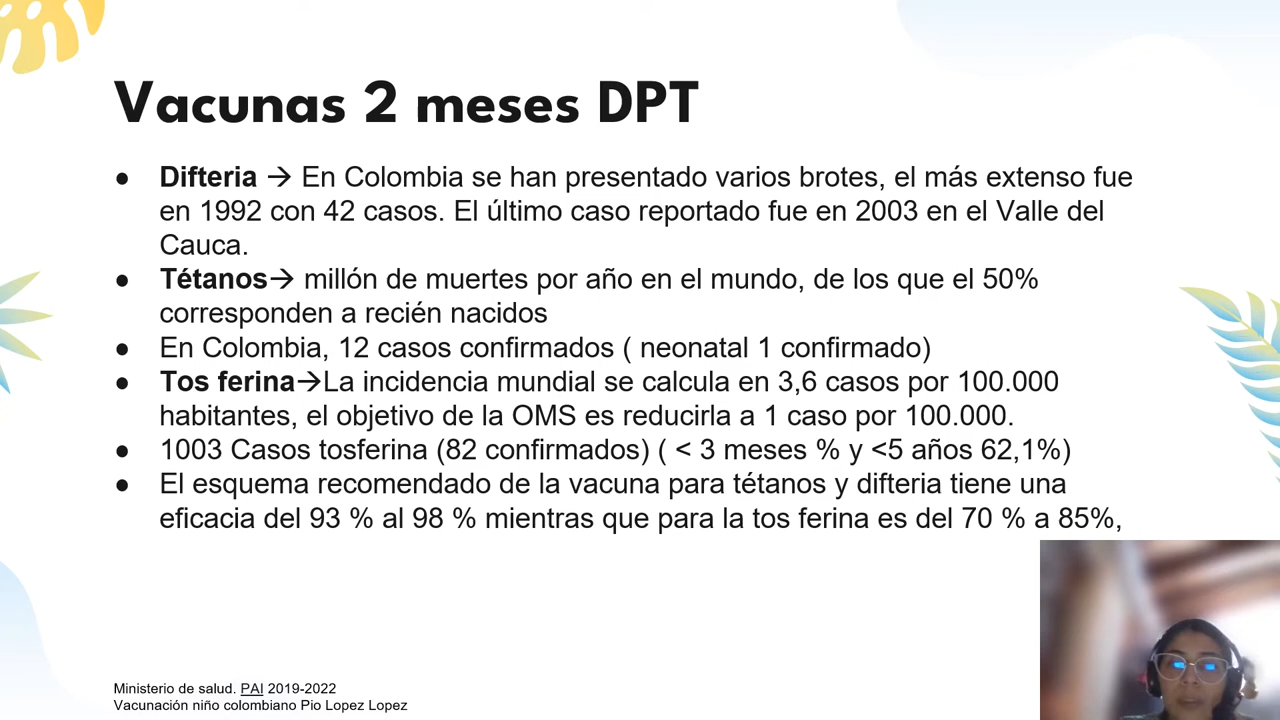 Vacunas 2 meses DPT
● Difteria → En Colombia se han presentado varios brotes, el más extenso fue
en 1992 con 42 casos. El último caso reportado fue en 2003 en el Valle del
Cauca.
● Tétanos→ millón de muertes por año en el mundo, de los que el 50%
corresponden a recién nacidos
● En Colombia, 12 casos confirmados ( neonatal 1 confirmado)
● Tos ferina→La incidencia mundial se calcula en 3,6 casos por 100.000
habitantes, el objetivo de la OMS es reducirla a 1 caso por 100.000.
● 1003 Casos tosferina (82 confirmados) ( < 3 meses % y <5 años 62,1%)
● El esquema recomendado de la vacuna para tétanos y difteria tiene una
eficacia del 93 % al 98 % mientras que para la tos ferina es del 70 % a 85%,
Ministerio de salud. PAI 2019-2022
Vacunación niño colombiano Pio Lopez Lopez